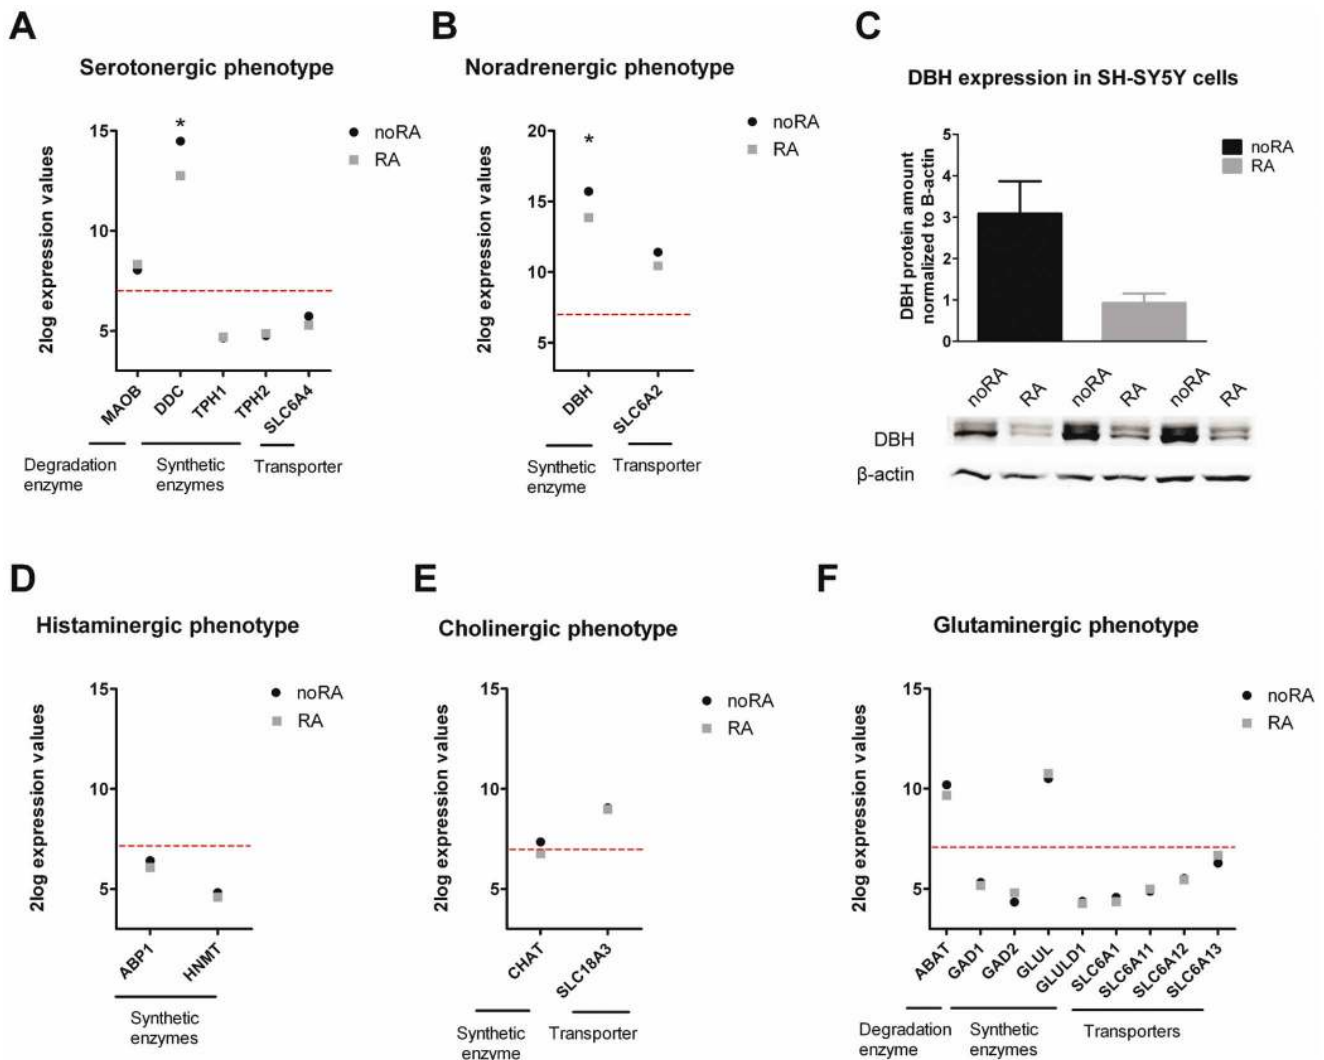 A
Serotonergic phenotype
*
noRA
RA
2log expression values
15
10
5
MAOB
DDC
TPH1
TPH2
SLC6A4
Degradation
enzyme
Synthetic
enzymes
Transporter
B
Noradrenergic phenotype
*
noRA
RA
2log expression values
20
15
10
5
DBH
SLC6A2
Synthetic
enzyme
Transporter
C
DBH expression in SH-SY5Y cells
noRA
RA
DBH protein amount
normalized to B-actin
5
4
3
2
1
0
noRA
RA
noRA
RA
noRA
RA
DBH
β-actin
D
Histaminergic phenotype
noRA
RA
2log expression values
15
10
5
ABP1
HNMT
Synthetic
enzymes
E
Cholinergic phenotype
noRA
RA
2log expression values
15
10
5
CHAT
SLC18A3
Synthetic
enzyme
Transporter
F
Glutaminergic phenotype
noRA
RA
2log expression values
15
10
5
ABAT
GAD1
GAD2
GLUL
GLULD1
SLC6A1
SLC6A11
SLC6A12
SLC6A13
Degradation
enzyme
Synthetic
enzymes
Transporters